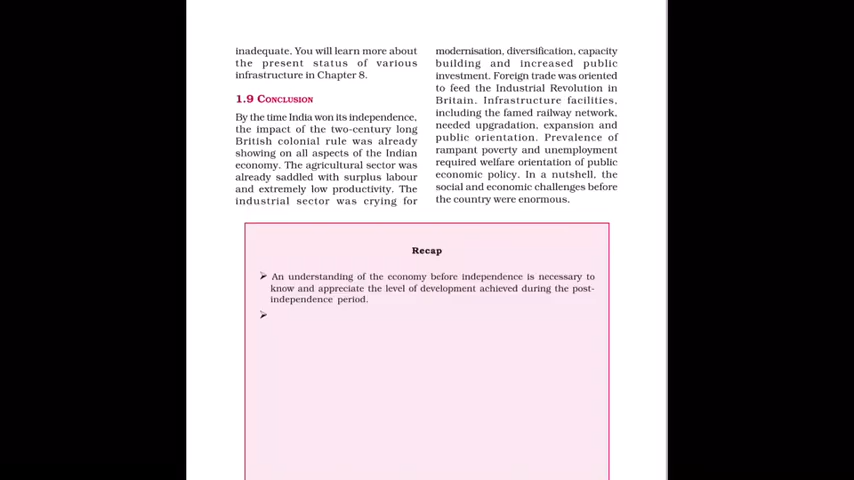 inadequate. You will learn more about
the present status of various
infrastructure in Chapter 8.
1.9 CONCLUSION
By the time India won its independence,
the impact of the two-century long
British colonial rule was already
showing on all aspects of the Indian
economy. The agricultural sector was
already saddled with surplus labour
and extremely low productivity. The
industrial sector was crying for
modernisation, diversification, capacity
building and increased public
investment. Foreign trade was oriented
to feed the Industrial Revolution in
Britain. Infrastructure facilities,
including the famed railway network,
needed upgradation, expansion and
public orientation. Prevalence of
rampant poverty and unemployment
required welfare orientation of public
economic policy. In a nutshell, the
social and economic challenges before
the country were enormous.
Recap
➢ An understanding of the economy before independence is necessary to
know and appreciate the level of development achieved during the post-
independence period.
➢